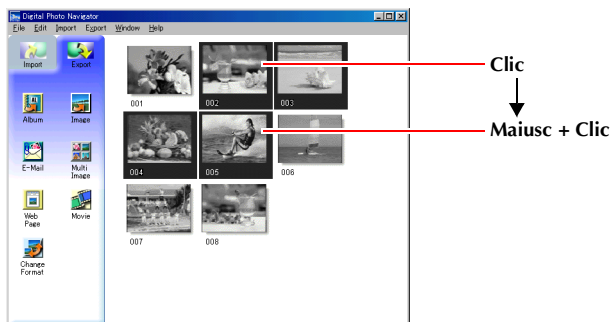 Digital Photo Navigator
File Edit Import Export Window Help
Import Export
Album Image
E-Mail Multi Image
Web Page Movie
Change Format
001 002 003
004 005 006
007 008
Clic
Maiusc + Clic